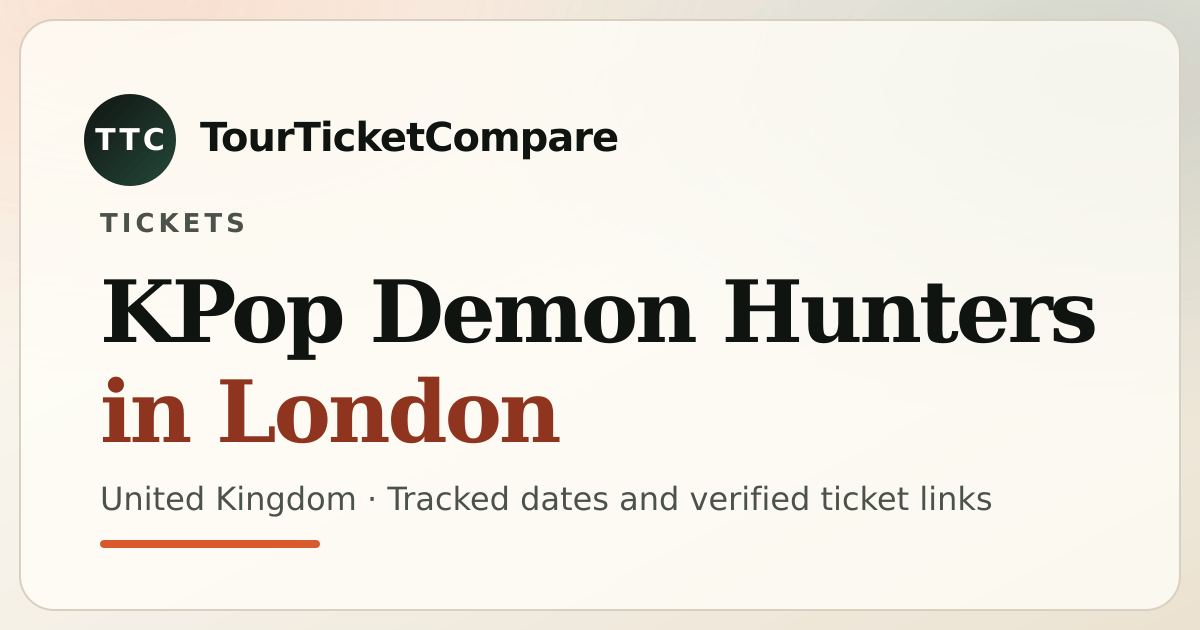 TTC TourTicketCompare
TICKETS
KPop Demon Hunters
in London
United Kingdom · Tracked dates and verified ticket links